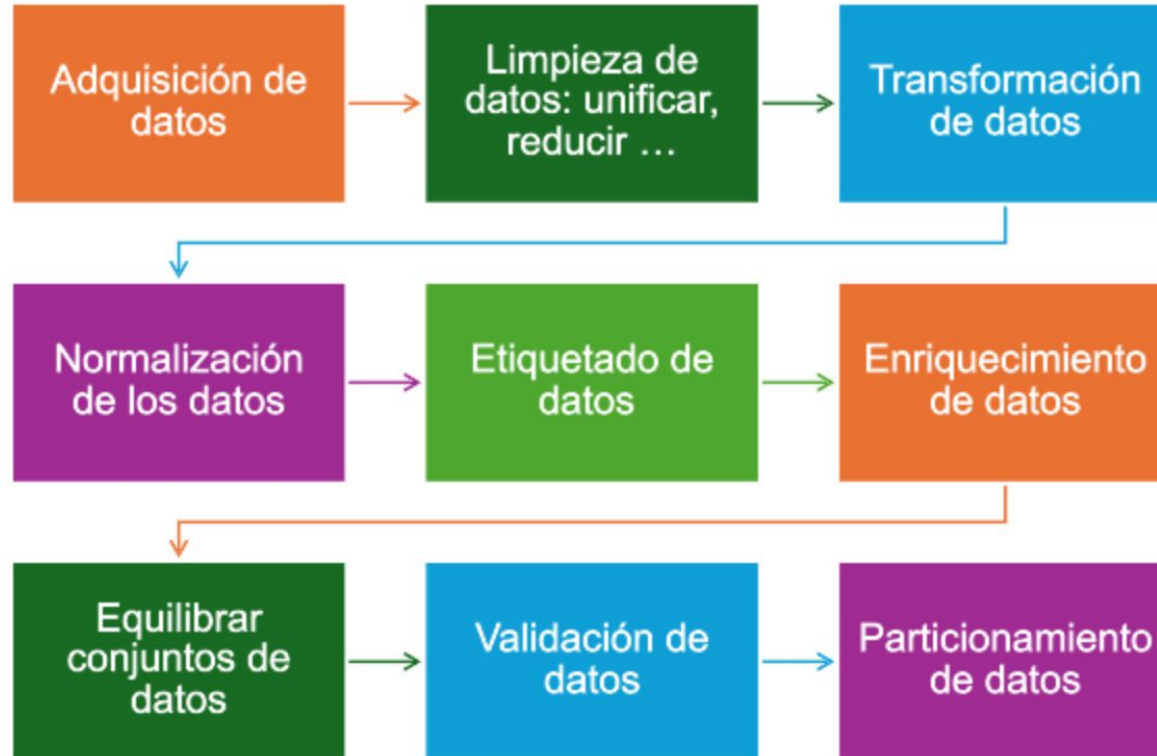 Adquisición de
datos
Limpieza de
datos: unificar,
reducir …
Transformación
de datos
Normalización
de los datos
Etiquetado de
datos
Enriquecimiento
de datos
Equilibrar
conjuntos de
datos
Validación de
datos
Particionamiento
de datos